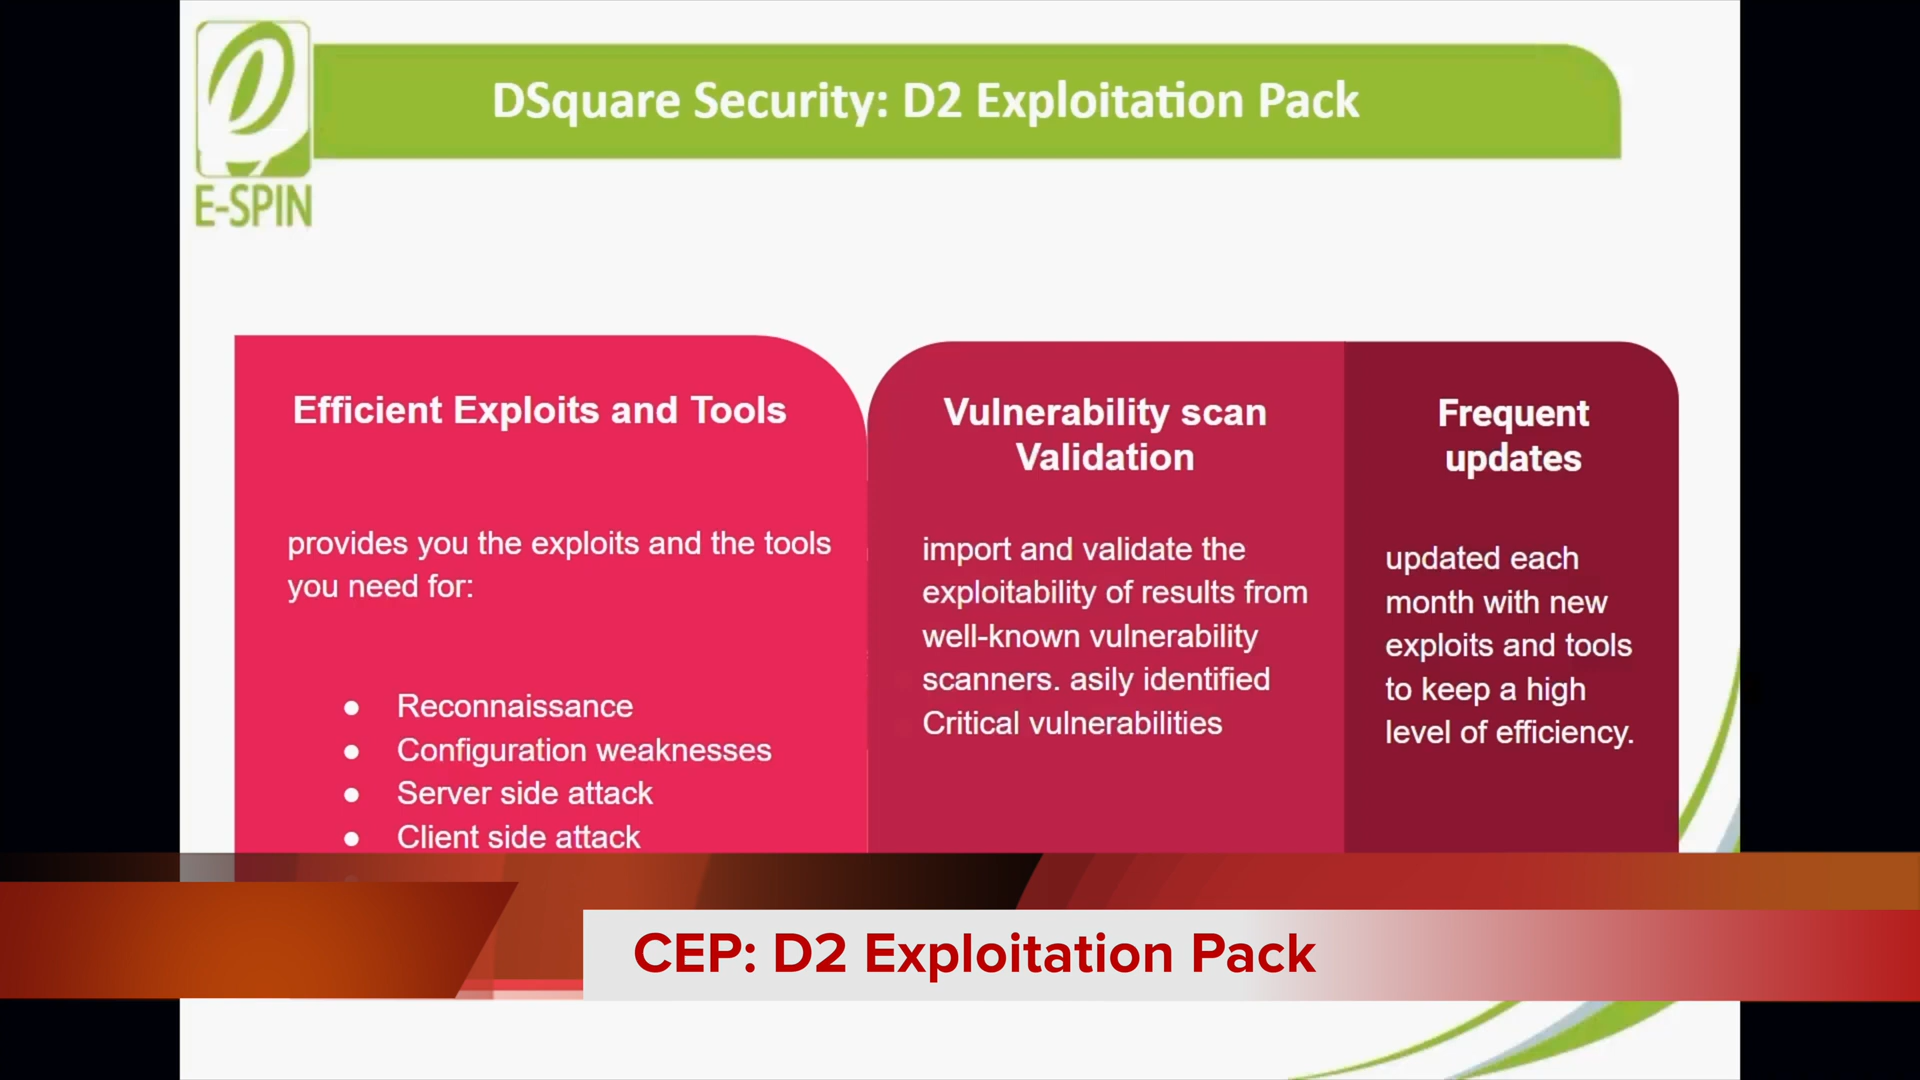 DSquare Security: D2 Exploitation Pack
E-SPIN
Efficient Exploits and Tools
provides you the exploits and the tools
you need for:
● Reconnaissance
● Configuration weaknesses
● Server side attack
● Client side attack
Vulnerability scan
Validation
import and validate the
exploitability of results from
well-known vulnerability
scanners. asily identified
Critical vulnerabilities
Frequent
updates
updated each
month with new
exploits and tools
to keep a high
level of efficiency.
CEP: D2 Exploitation Pack